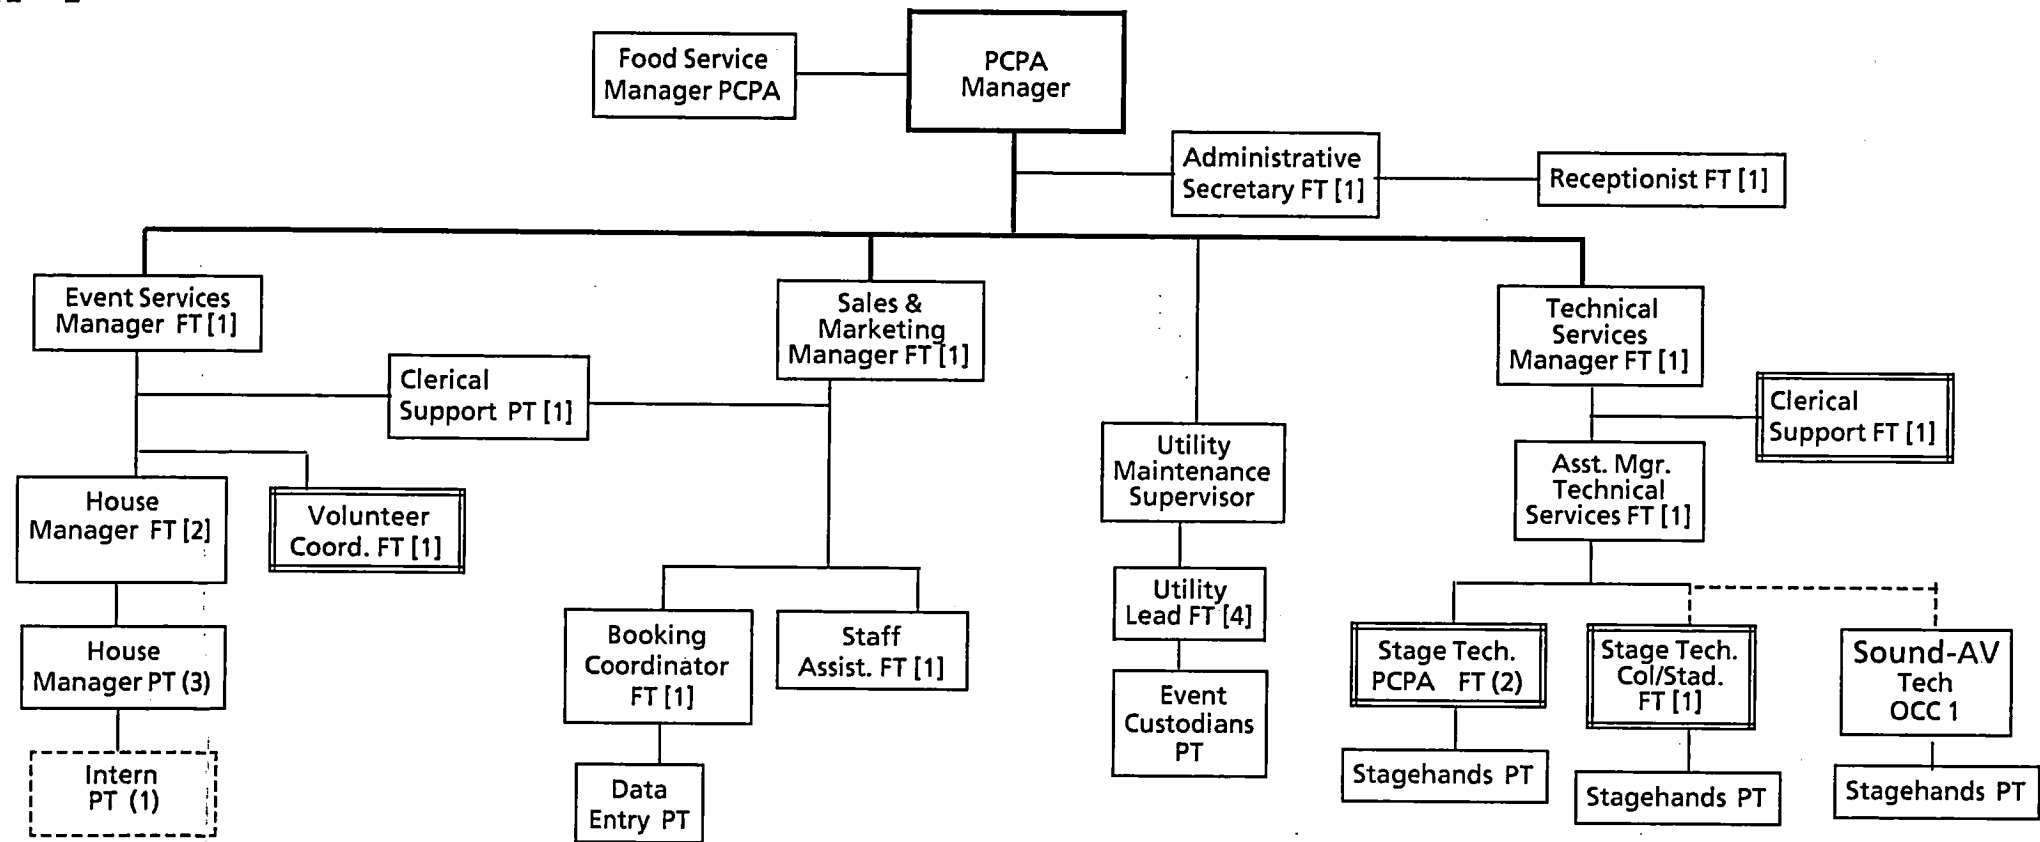 Food Service
Manager PCPA
PCPA
Manager
Administrative
Secretary FT [1]
Receptionist FT [1]
Event Services
Manager FT [1]
Sales &
Marketing
Manager FT [1]
Technical
Services
Manager FT [1]
Clerical
Support PT [1]
Clerical
Support FT [1]
Utility
Maintenance
Supervisor
Asst. Mgr.
Technical
Services FT [1]
House
Manager FT [2]
Volunteer
Coord. FT [1]
Utility
Lead FT [4]
House
Manager PT (3)
Booking
Coordinator
FT [1]
Staff
Assist. FT [1]
Event
Custodians
PT
Stage Tech.
PCPA FT (2)
Stage Tech.
Col/Stad.
FT [1]
Sound-AV
Tech
OCC 1
Intern
PT (1)
Data
Entry PT
Stagehands PT
Stagehands PT
Stagehands PT